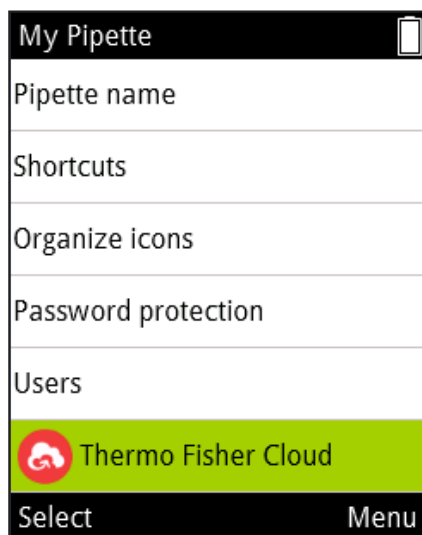 My Pipette
Pipette name
Shortcuts
Organize icons
Password protection
Users
Thermo Fisher Cloud
Select Menu